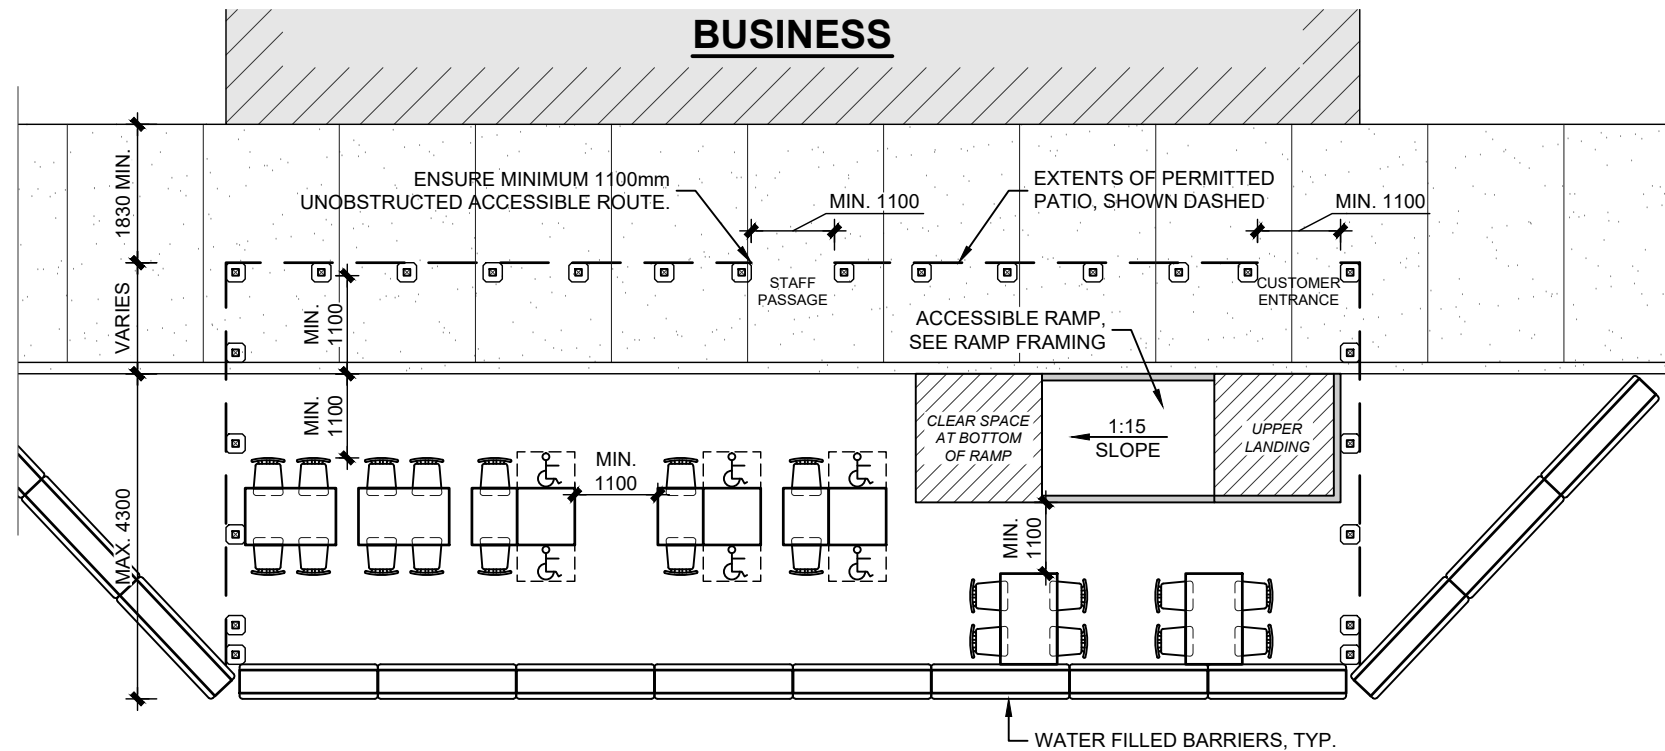 BUSINESS
1830 MIN.
VARIES
MAX. 4300
ENSURE MINIMUM 1100mm
UNOBSTRUCTED ACCESSIBLE ROUTE.
MIN. 1100
EXTENTS OF PERMITTED
PATIO, SHOWN DASHED
MIN. 1100
STAFF
PASSAGE
CUSTOMER
ENTRANCE
MIN.
1100
ACCESSIBLE RAMP,
SEE RAMP FRAMING
MIN.
1100
CLEAR SPACE
AT BOTTOM
OF RAMP
1:15
SLOPE
UPPER
LANDING
MIN.
1100
MIN.
1100
WATER FILLED BARRIERS, TYP.